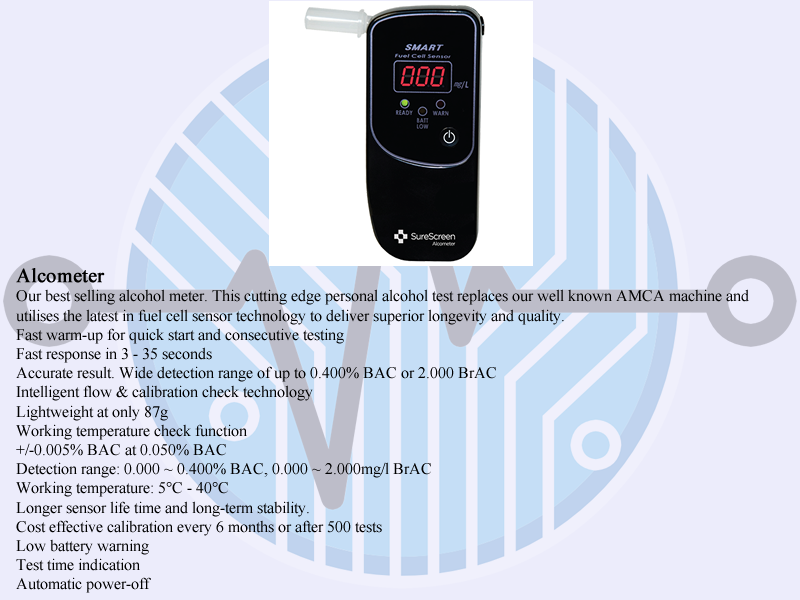 SMART
Fuel Cell Sensor
000
mg/L
READY
WARN
BATT
LOW
SureScreen
Alcometer
Alcometer
Our best selling alcohol meter. This cutting edge personal alcohol test replaces our well known AMCA machine and
utilises the latest in fuel cell sensor technology to deliver superior longevity and quality.
Fast warm-up for quick start and consecutive testing
Fast response in 3 - 35 seconds
Accurate result. Wide detection range of up to 0.400% BAC or 2.000 BrAC
Intelligent flow & calibration check technology
Lightweight at only 87g
Working temperature check function
+/-0.005% BAC at 0.050% BAC
Detection range: 0.000 ~ 0.400% BAC, 0.000 ~ 2.000mg/l BrAC
Working temperature: 5°C - 40°C
Longer sensor life time and long-term stability.
Cost effective calibration every 6 months or after 500 tests
Low battery warning
Test time indication
Automatic power-off